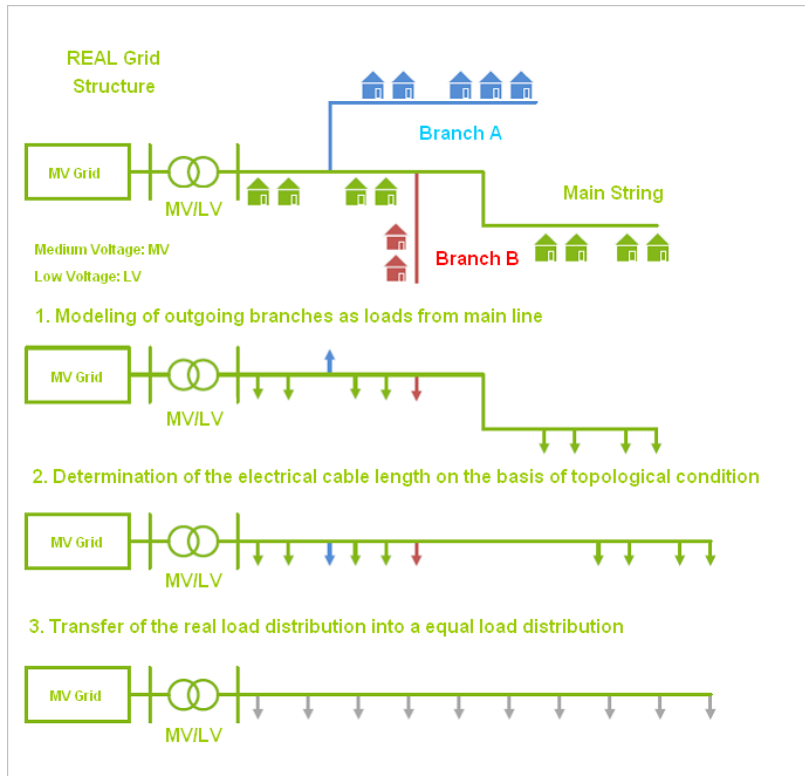 REAL Grid
Structure
Branch A
MV Grid
MV/LV
Main String
Medium Voltage: MV
Low Voltage: LV
Branch B
1. Modeling of outgoing branches as loads from main line
MV Grid
MV/LV
2. Determination of the electrical cable length on the basis of topological condition
MV Grid
MV/LV
3. Transfer of the real load distribution into a equal load distribution
MV Grid
MV/LV